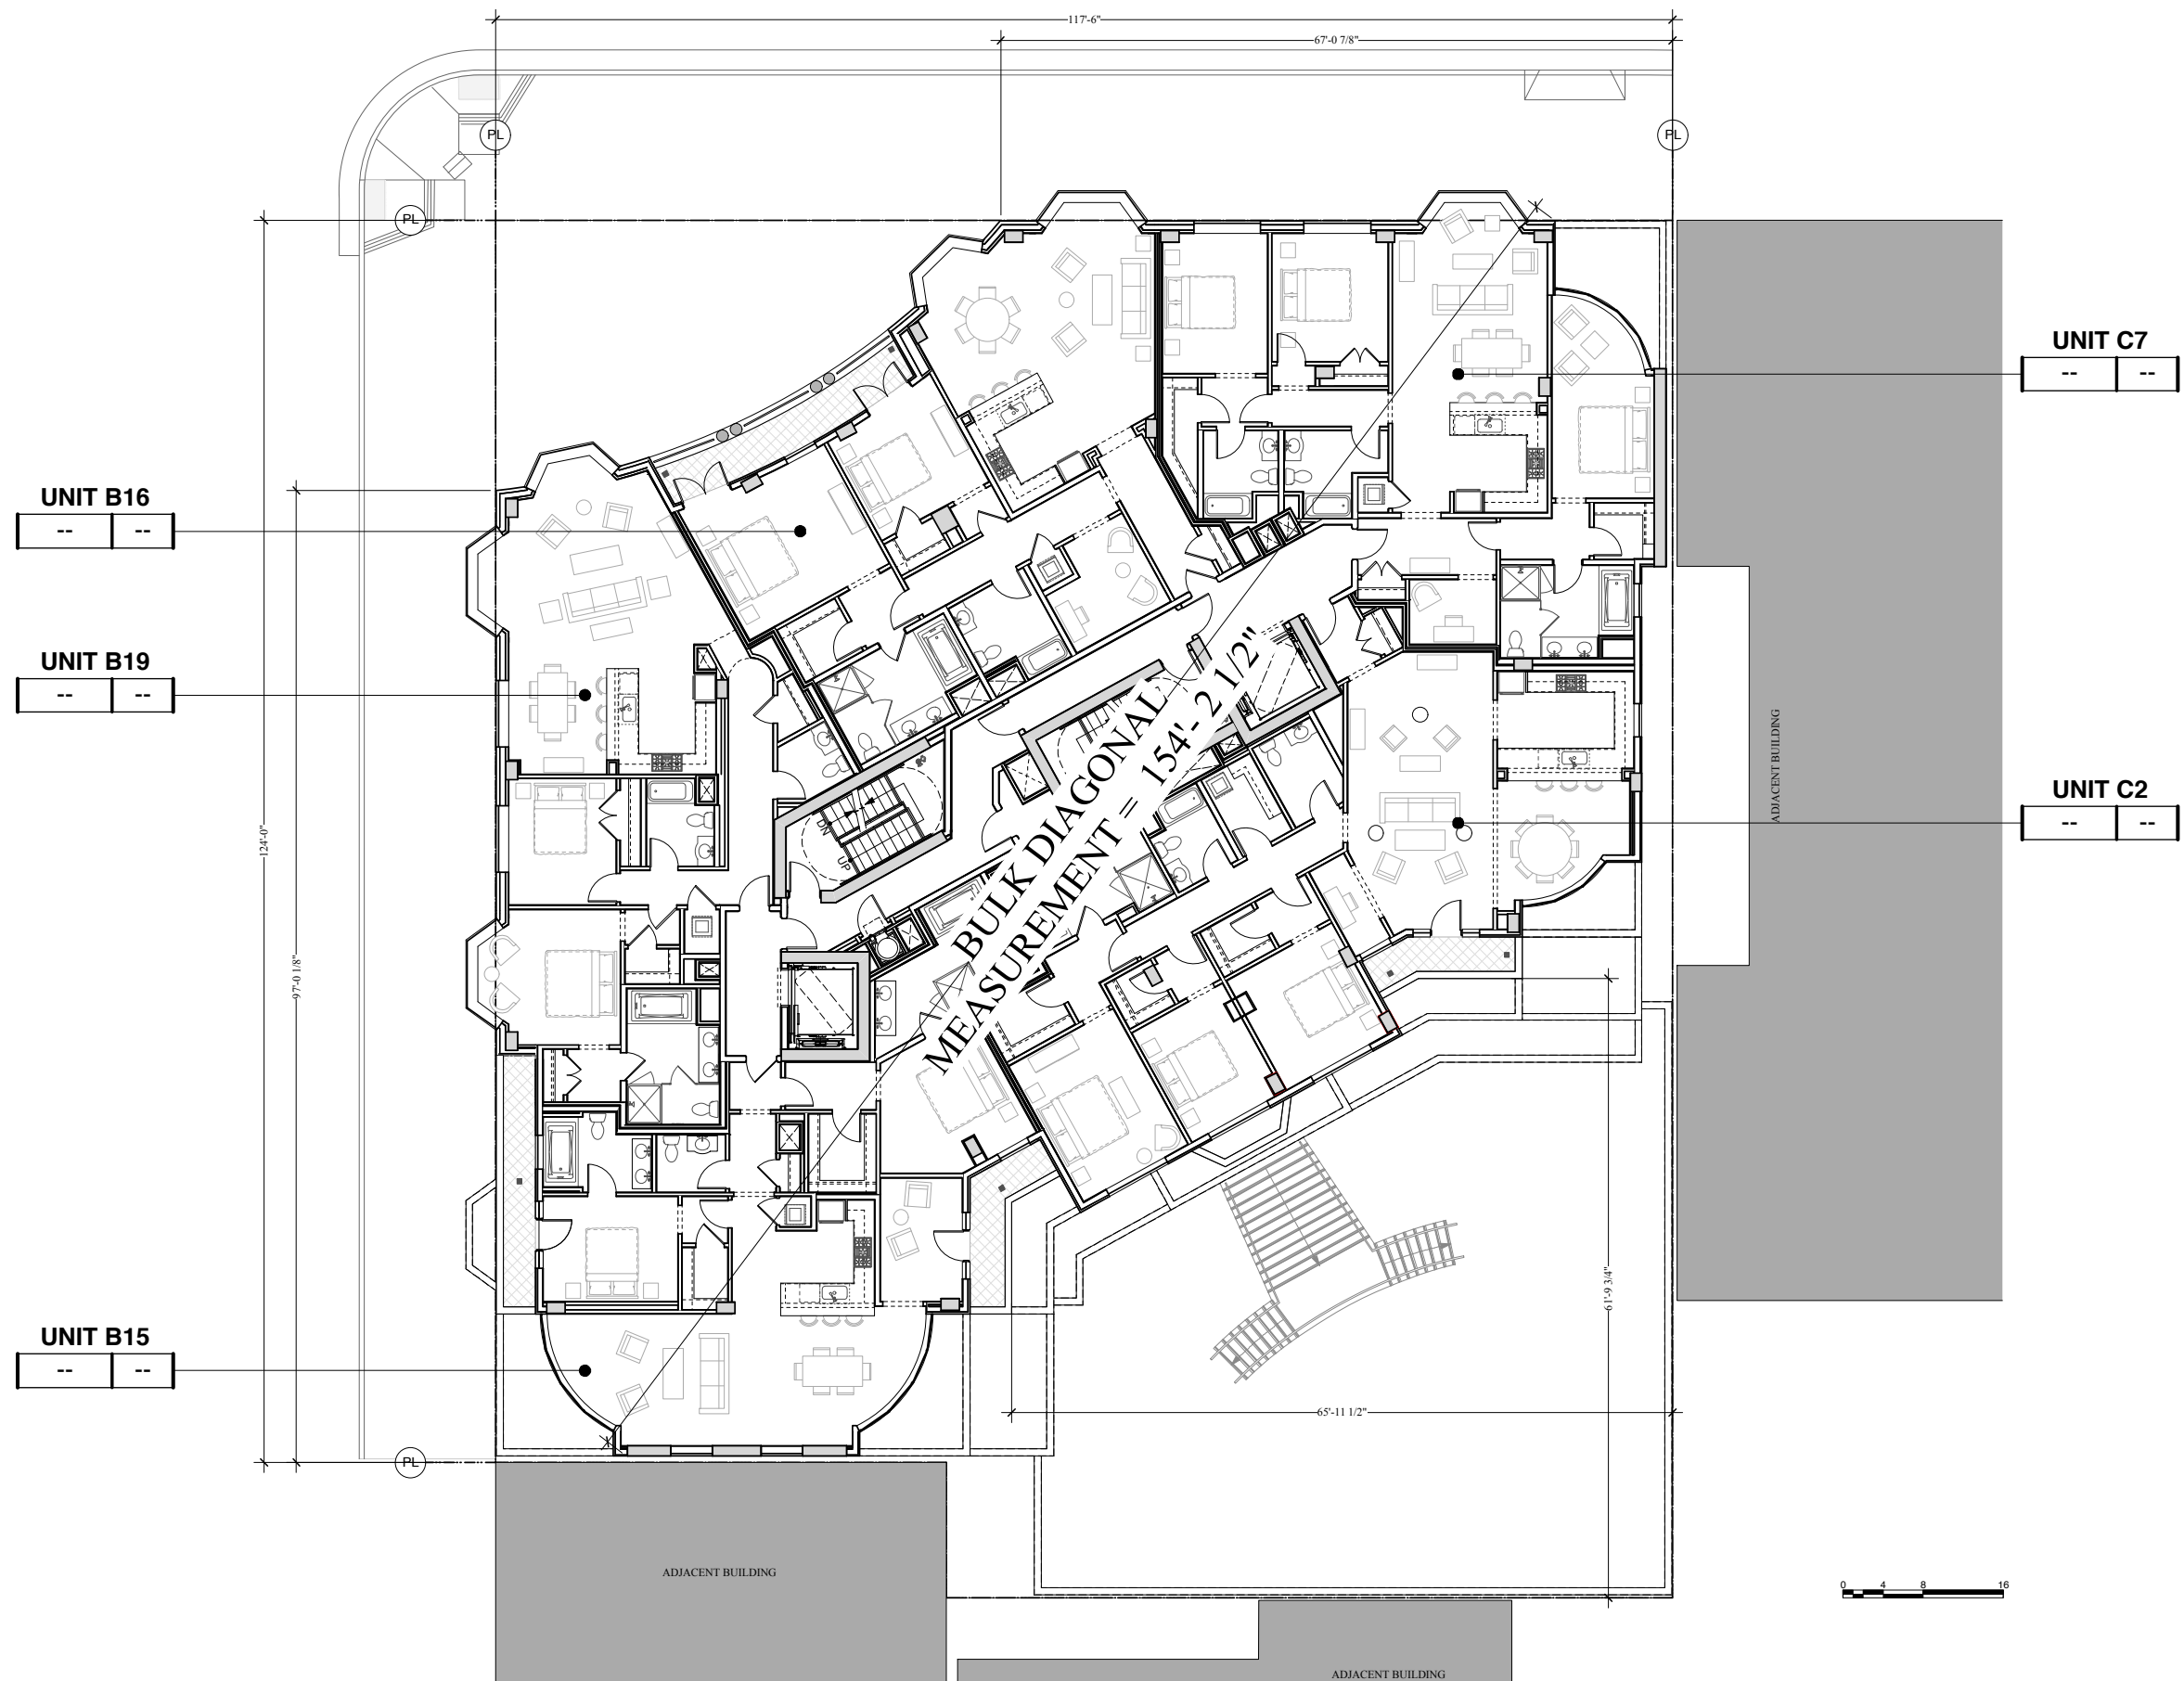 117'-6"
67'-0 7/8"
PL
PL
PL
UNIT C7
-- --
UNIT B16
-- --
UNIT B19
-- --
BULK DIAGONAL
MEASUREMENT = 154'- 2 1/2"
ADJACENT BUILDING
UNIT C2
-- --
124'-0"
97'-0 1/8"
DN
UP
61'-9 3/4"
UNIT B15
-- --
65'-11 1/2"
PL
ADJACENT BUILDING
0 4 8 16
ADJACENT BUILDING